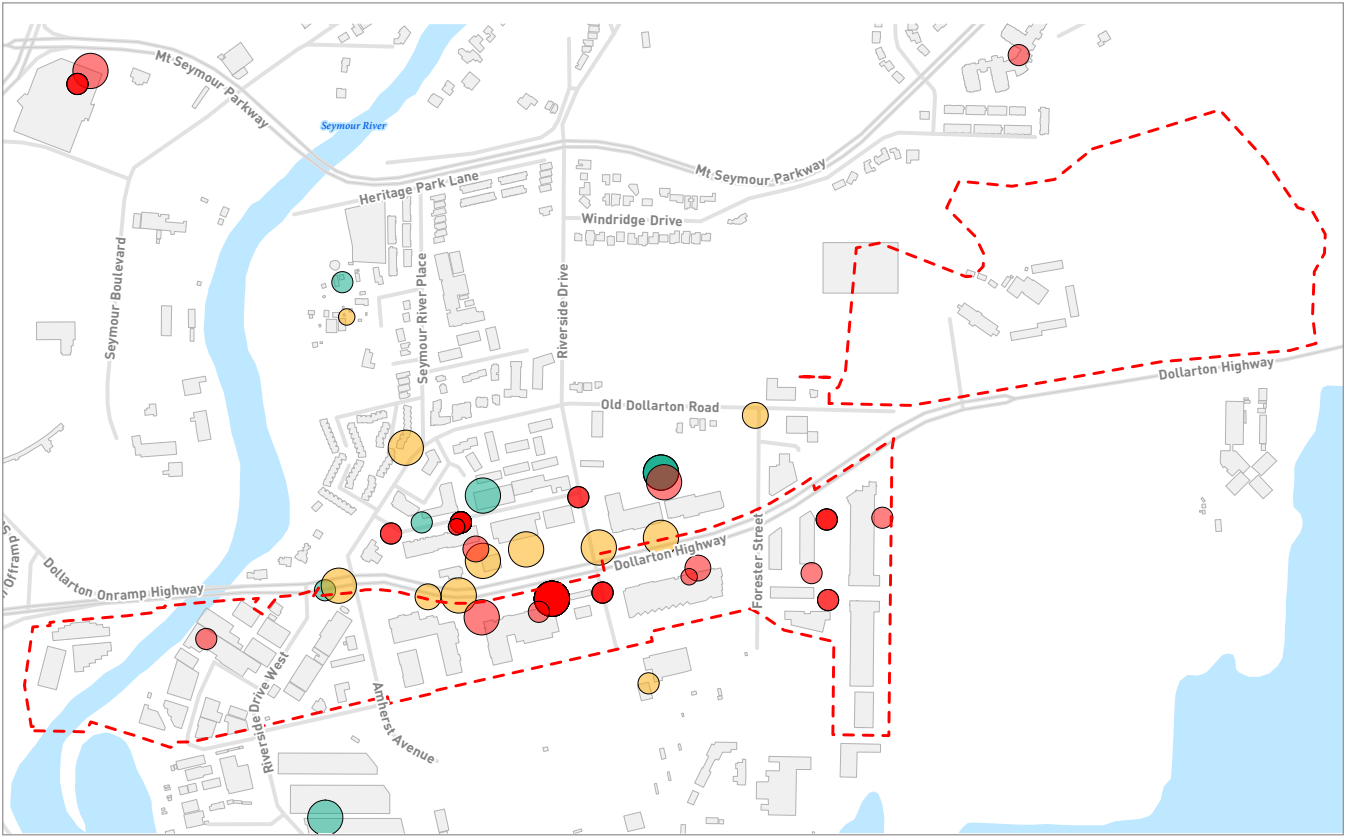 Mt Seymour Parkway
Seymour River
Mt Seymour Parkway
Heritage Park Lane
Windridge Drive
Seymour Boulevard
Seymour River Place
Riverside Drive
Dollarton Highway
Old Dollarton Road
Dollarton Highway
Forester Street
Offramp S
Dollarton Onramp Highway
Riverside Drive West
Amherst Avenue